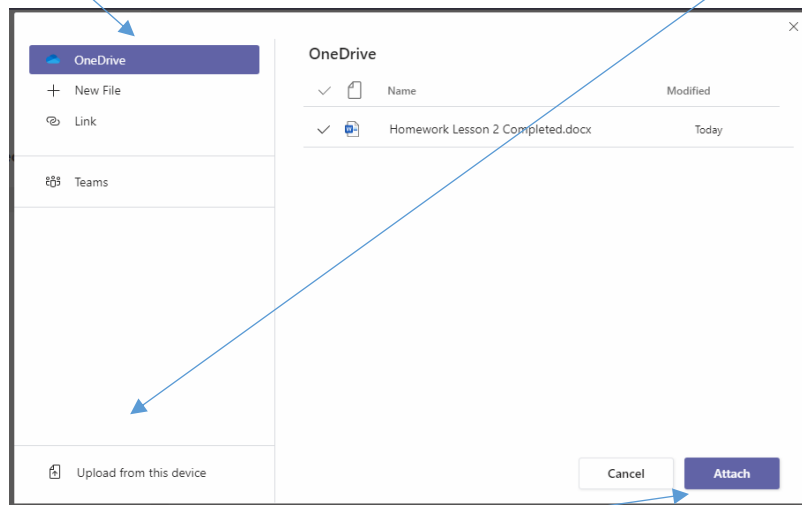 OneDrive
New File
Link
Teams
Upload from this device
OneDrive
Name Modified
Homework Lesson 2 Completed.docx Today
Cancel Attach